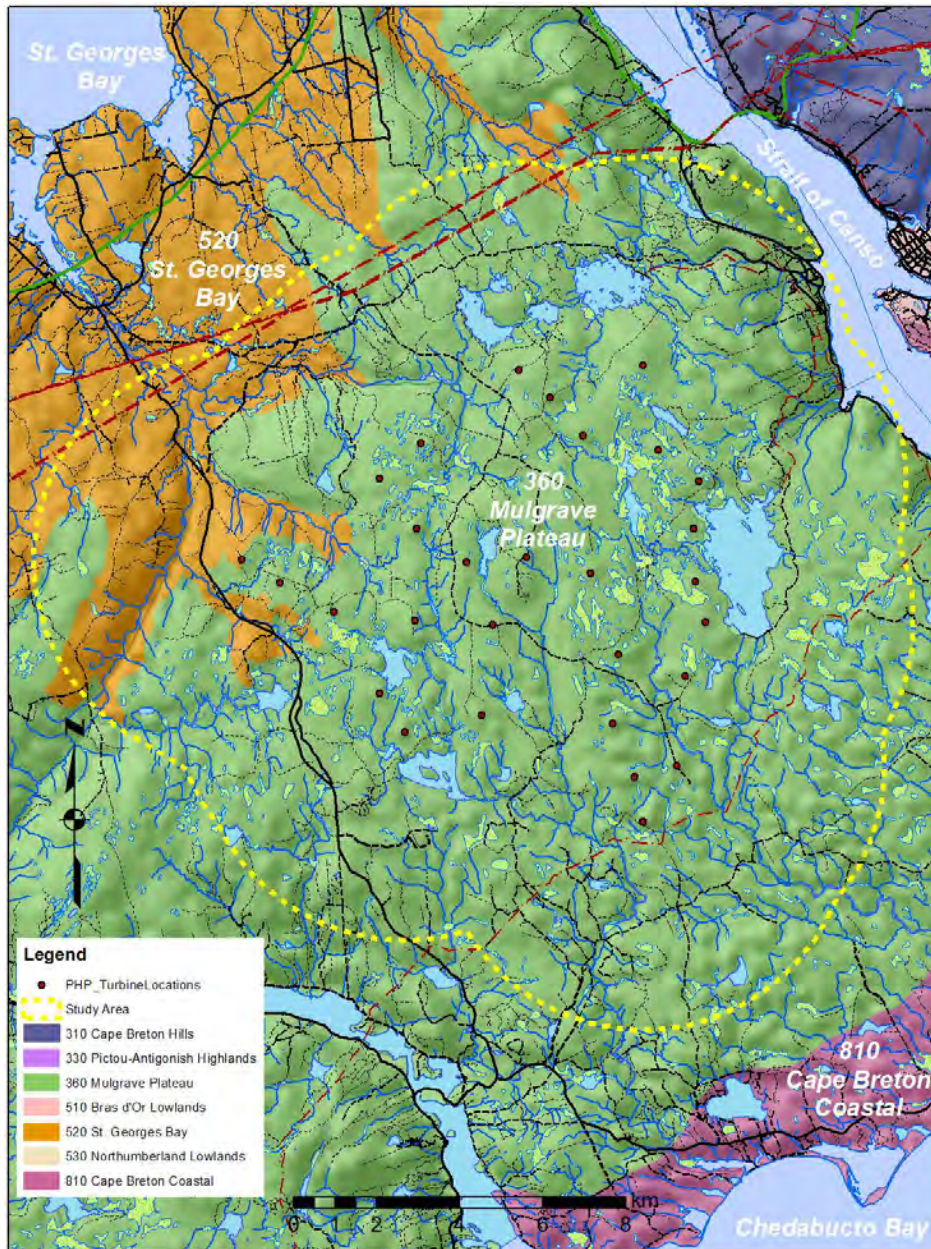 St. Georges
Bay
Strait of Canso
520
St. Georges
Bay
360
Mulgrave
Plateau
N
Legend
PHP_TurbineLocations
Study Area
310 Cape Breton Hills
330 Pictou-Antigonish Highlands
360 Mulgrave Plateau
510 Bras d'Or Lowlands
520 St. Georges Bay
530 Northumberland Lowlands
810 Cape Breton Coastal
810
Cape Breton
Coastal
km
0 1 2 4 6 8
Chedabucto Bay